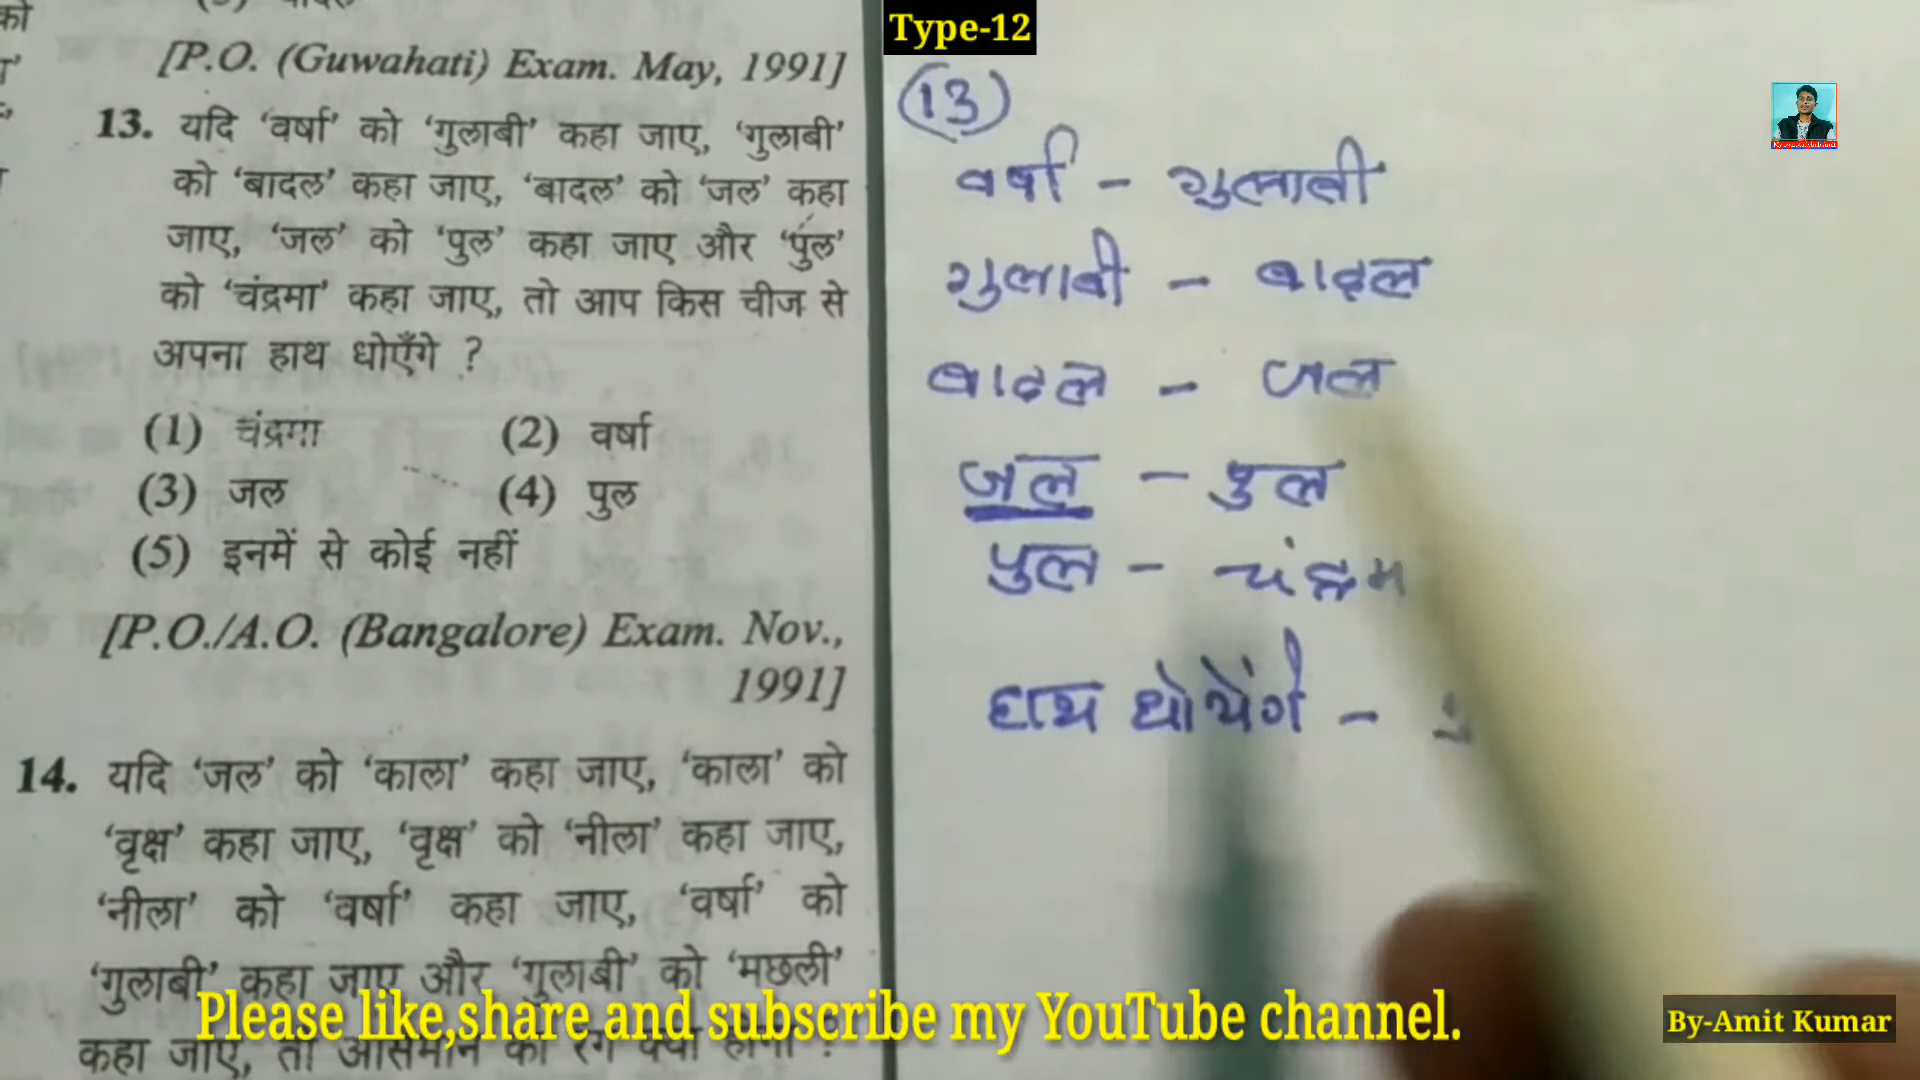 को
[P.O. (Guwahati) Exam. May, 1991]
13. यदि ‘वर्षा’ को ‘गुलाबी’ कहा जाए, ‘गुलाबी’
को ‘बादल’ कहा जाए, ‘बादल’ को ‘जल’ कहा
जाए, ‘जल’ को ‘पुल’ कहा जाए और ‘पुल’
को ‘चंद्रमा’ कहा जाए, तो आप किस चीज से
अपना हाथ धोएँगे ?
(1) चंद्रमा (2) वर्षा
(3) जल (4) पुल
(5) इनमें से कोई नहीं
[P.O./A.O. (Bangalore) Exam. Nov.,
1991]
14. यदि ‘जल’ को ‘काला’ कहा जाए, ‘काला’ को
‘वृक्ष’ कहा जाए, ‘वृक्ष’ को ‘नीला’ कहा जाए,
‘नीला’ को ‘वर्षा’ कहा जाए, ‘वर्षा’ को
‘गुलाबी’ कहा जाए और ‘गुलाबी’ को ‘मछली’
कहा जाए, तो आसमान का रंग क्या होगा ?
Type-12
(13)
वर्षा - गुलाबी
गुलाबी - बादल
बादल - जल
जल - पुल
पुल - चंद्रम
हाथ धोयेंगे -
Please like,share and subscribe my YouTube channel.
By-Amit Kumar